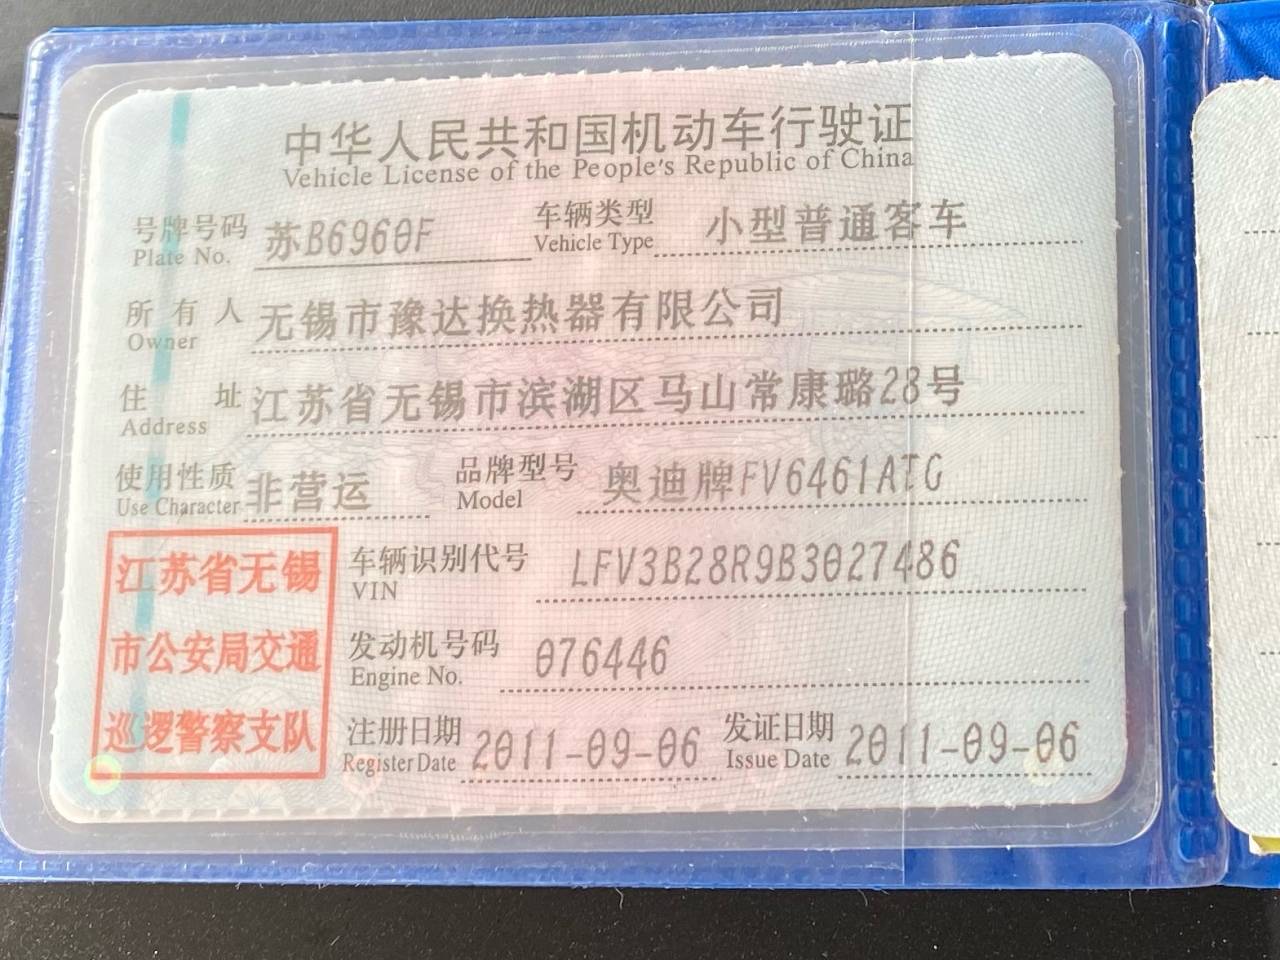 中华人民共和国机动车行驶证
Vehicle License of the People's Republic of China
号牌号码 苏B6960F 车辆类型 小型普通客车
Plate No. Vehicle Type
所有人 无锡市豫达换热器有限公司
Owner
住址 江苏省无锡市滨湖区马山常康璐28号
Address
使用性质 非营运 品牌型号 奥迪牌FV6461ATG
Use Character Model
江苏省无锡
市公安局交通
巡逻警察支队
车辆识别代号 LFV3B28R9B3027486
VIN
发动机号码 076446
Engine No.
注册日期 2011-09-06 发证日期 2011-09-06
Register Date Issue Date